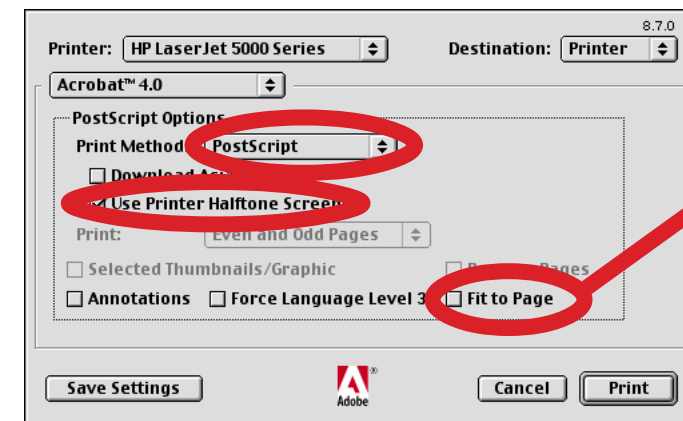 8.7.0
Printer: HP LaserJet 5000 Series Destination: Printer
Acrobat™ 4.0
PostScript Options
Print Method: PostScript
Download
Use Printer Halftone Screens
Print: Even and Odd Pages
Selected Thumbnails/Graphic Pages
Annotations Force Language Level 3 Fit to Page
Save Settings Adobe® Cancel Print